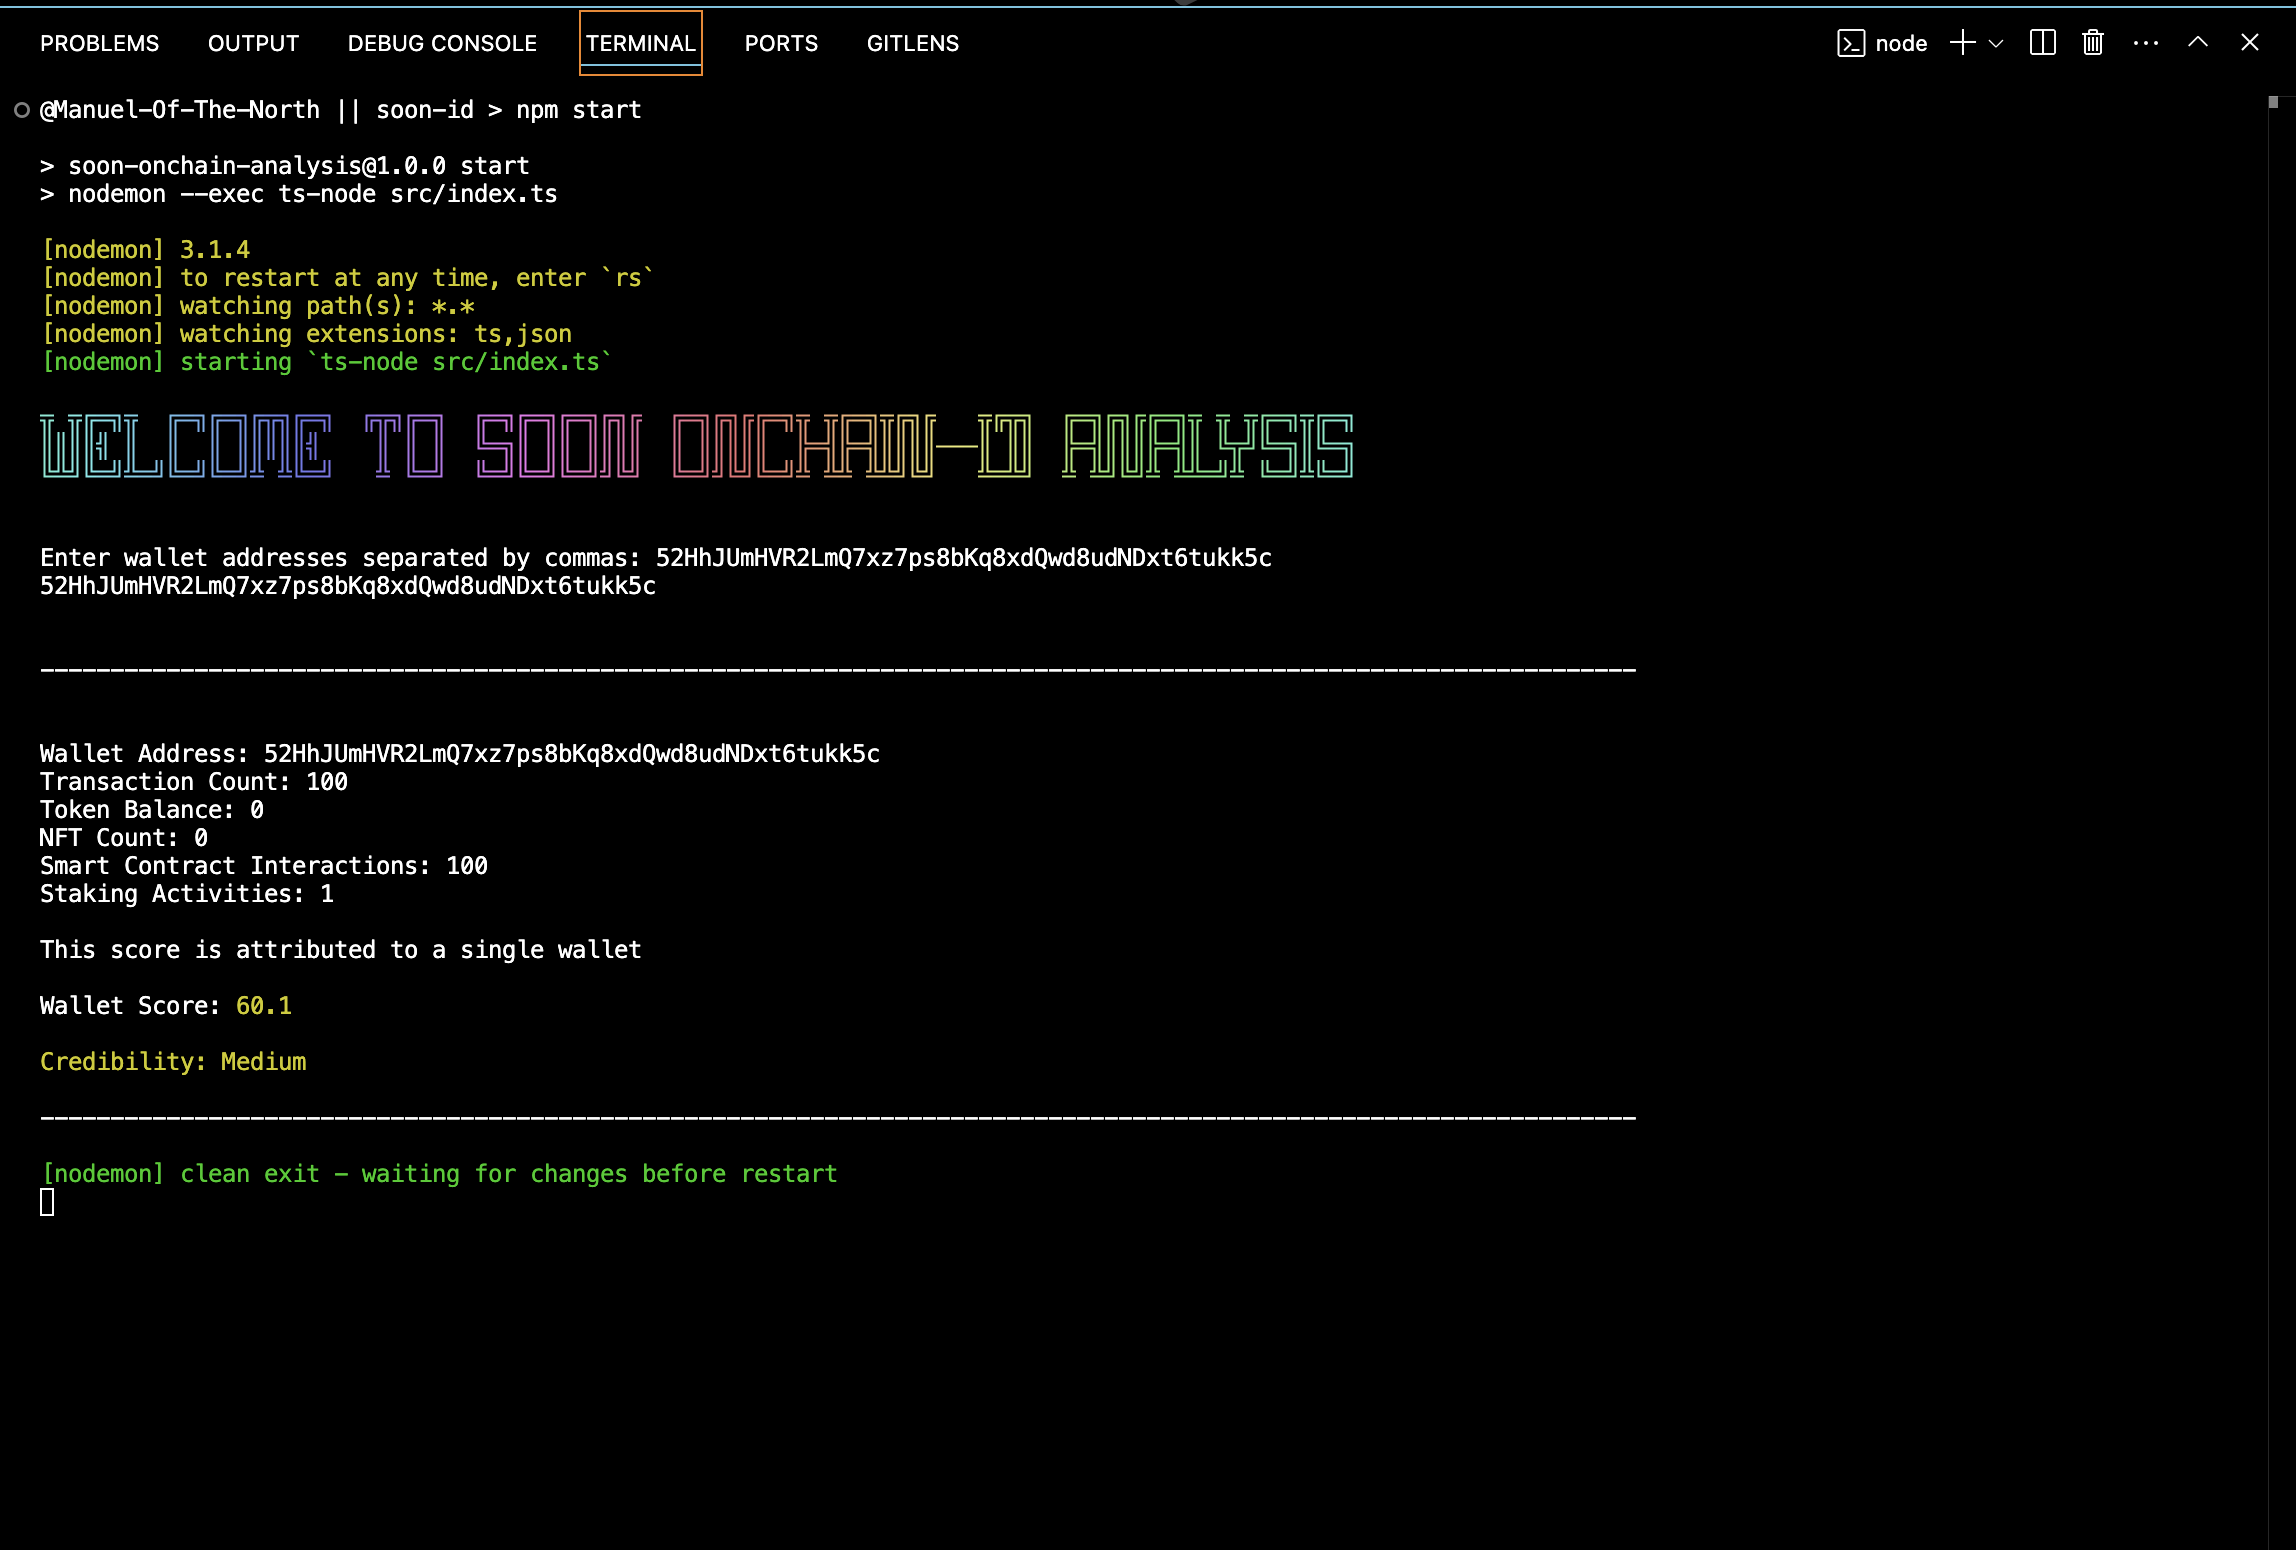 PROBLEMS OUTPUT DEBUG CONSOLE TERMINAL PORTS GITLENS node
@Manuel-Of-The-North || soon-id > npm start
> soon-onchain-analysis@1.0.0 start
> nodemon --exec ts-node src/index.ts
[nodemon] 3.1.4
[nodemon] to restart at any time, enter `rs`
[nodemon] watching path(s): *.*
[nodemon] watching extensions: ts,json
[nodemon] starting `ts-node src/index.ts`
WELCOME TO SOON ONCHAIN-ID ANALYSIS
Enter wallet addresses separated by commas: 52HhJUmHVR2LmQ7xz7ps8bKq8xdQwd8udNDxt6tukk5c
52HhJUmHVR2LmQ7xz7ps8bKq8xdQwd8udNDxt6tukk5c
Wallet Address: 52HhJUmHVR2LmQ7xz7ps8bKq8xdQwd8udNDxt6tukk5c
Transaction Count: 100
Token Balance: 0
NFT Count: 0
Smart Contract Interactions: 100
Staking Activities: 1
This score is attributed to a single wallet
Wallet Score: 60.1
Credibility: Medium
[nodemon] clean exit - waiting for changes before restart